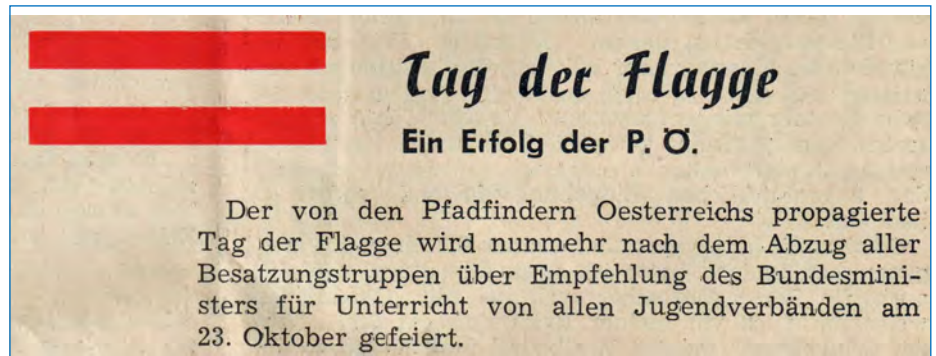 Tag der Flagge
Ein Erfolg der P. Ö.
Der von den Pfadfindern Oesterreichs propagierte
Tag der Flagge wird nunmehr nach dem Abzug aller
Besatzungstruppen über Empfehlung des Bundesmini-
sters für Unterricht von allen Jugendverbänden am
23. Oktober gefeiert.